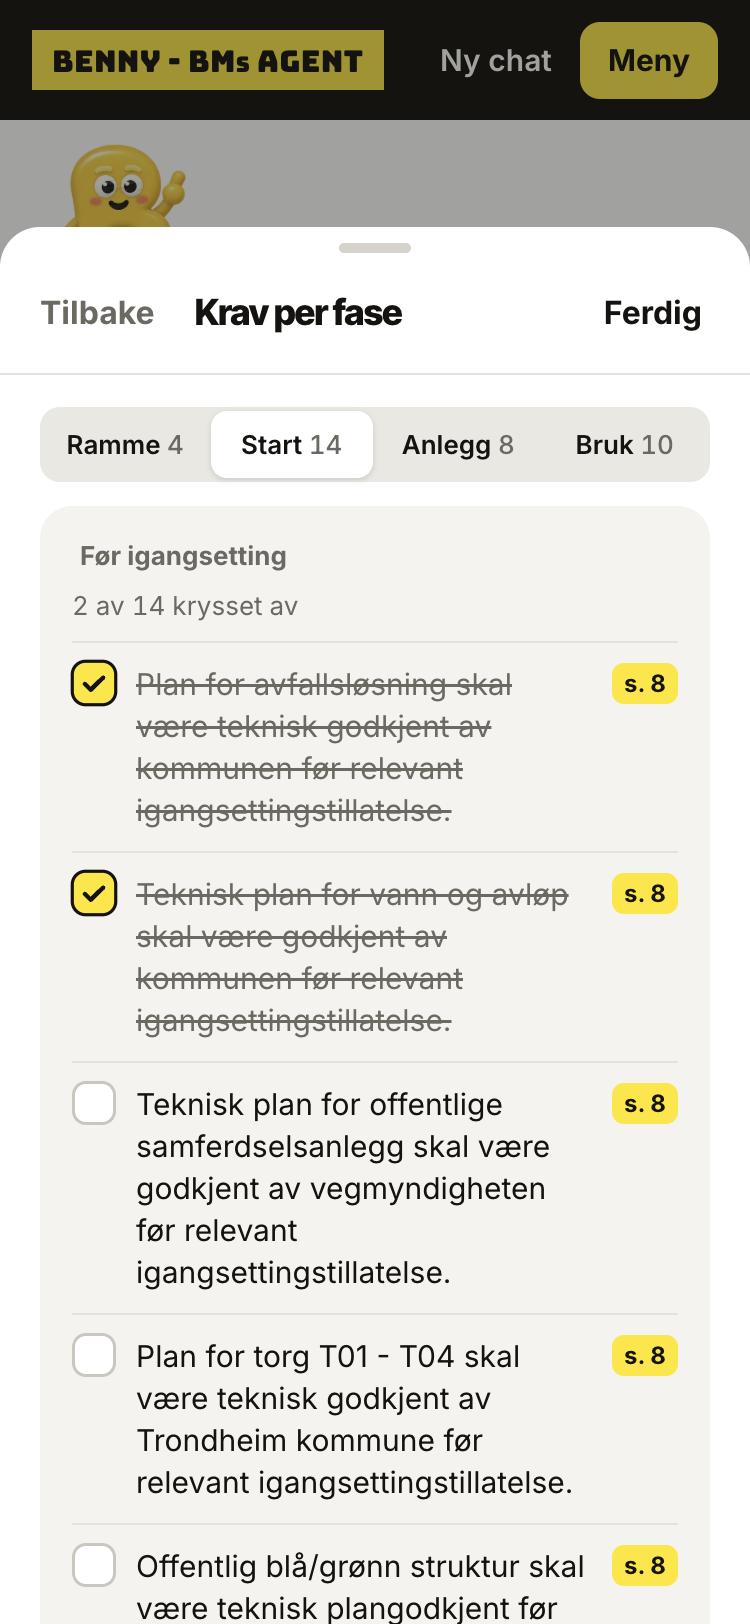 BENNY - BMs AGENT
Ny chat
Meny
Tilbake
Krav per fase
Ferdig
Ramme 4
Start 14
Anlegg 8
Bruk 10
Før igangsetting
2 av 14 krysset av
Plan for avfallsløsning skal
være teknisk godkjent av
kommunen før relevant
igangsettingstillatelse.
s. 8
Teknisk plan for vann og avløp
skal være godkjent av
kommunen før relevant
igangsettingstillatelse.
s. 8
Teknisk plan for offentlige
samferdselsanlegg skal være
godkjent av vegmyndigheten
før relevant
igangsettingstillatelse.
s. 8
Plan for torg T01 - T04 skal
være teknisk godkjent av
Trondheim kommune før
relevant igangsettingstillatelse.
s. 8
Offentlig blå/grønn struktur skal
være teknisk plangodkjent før
s. 8